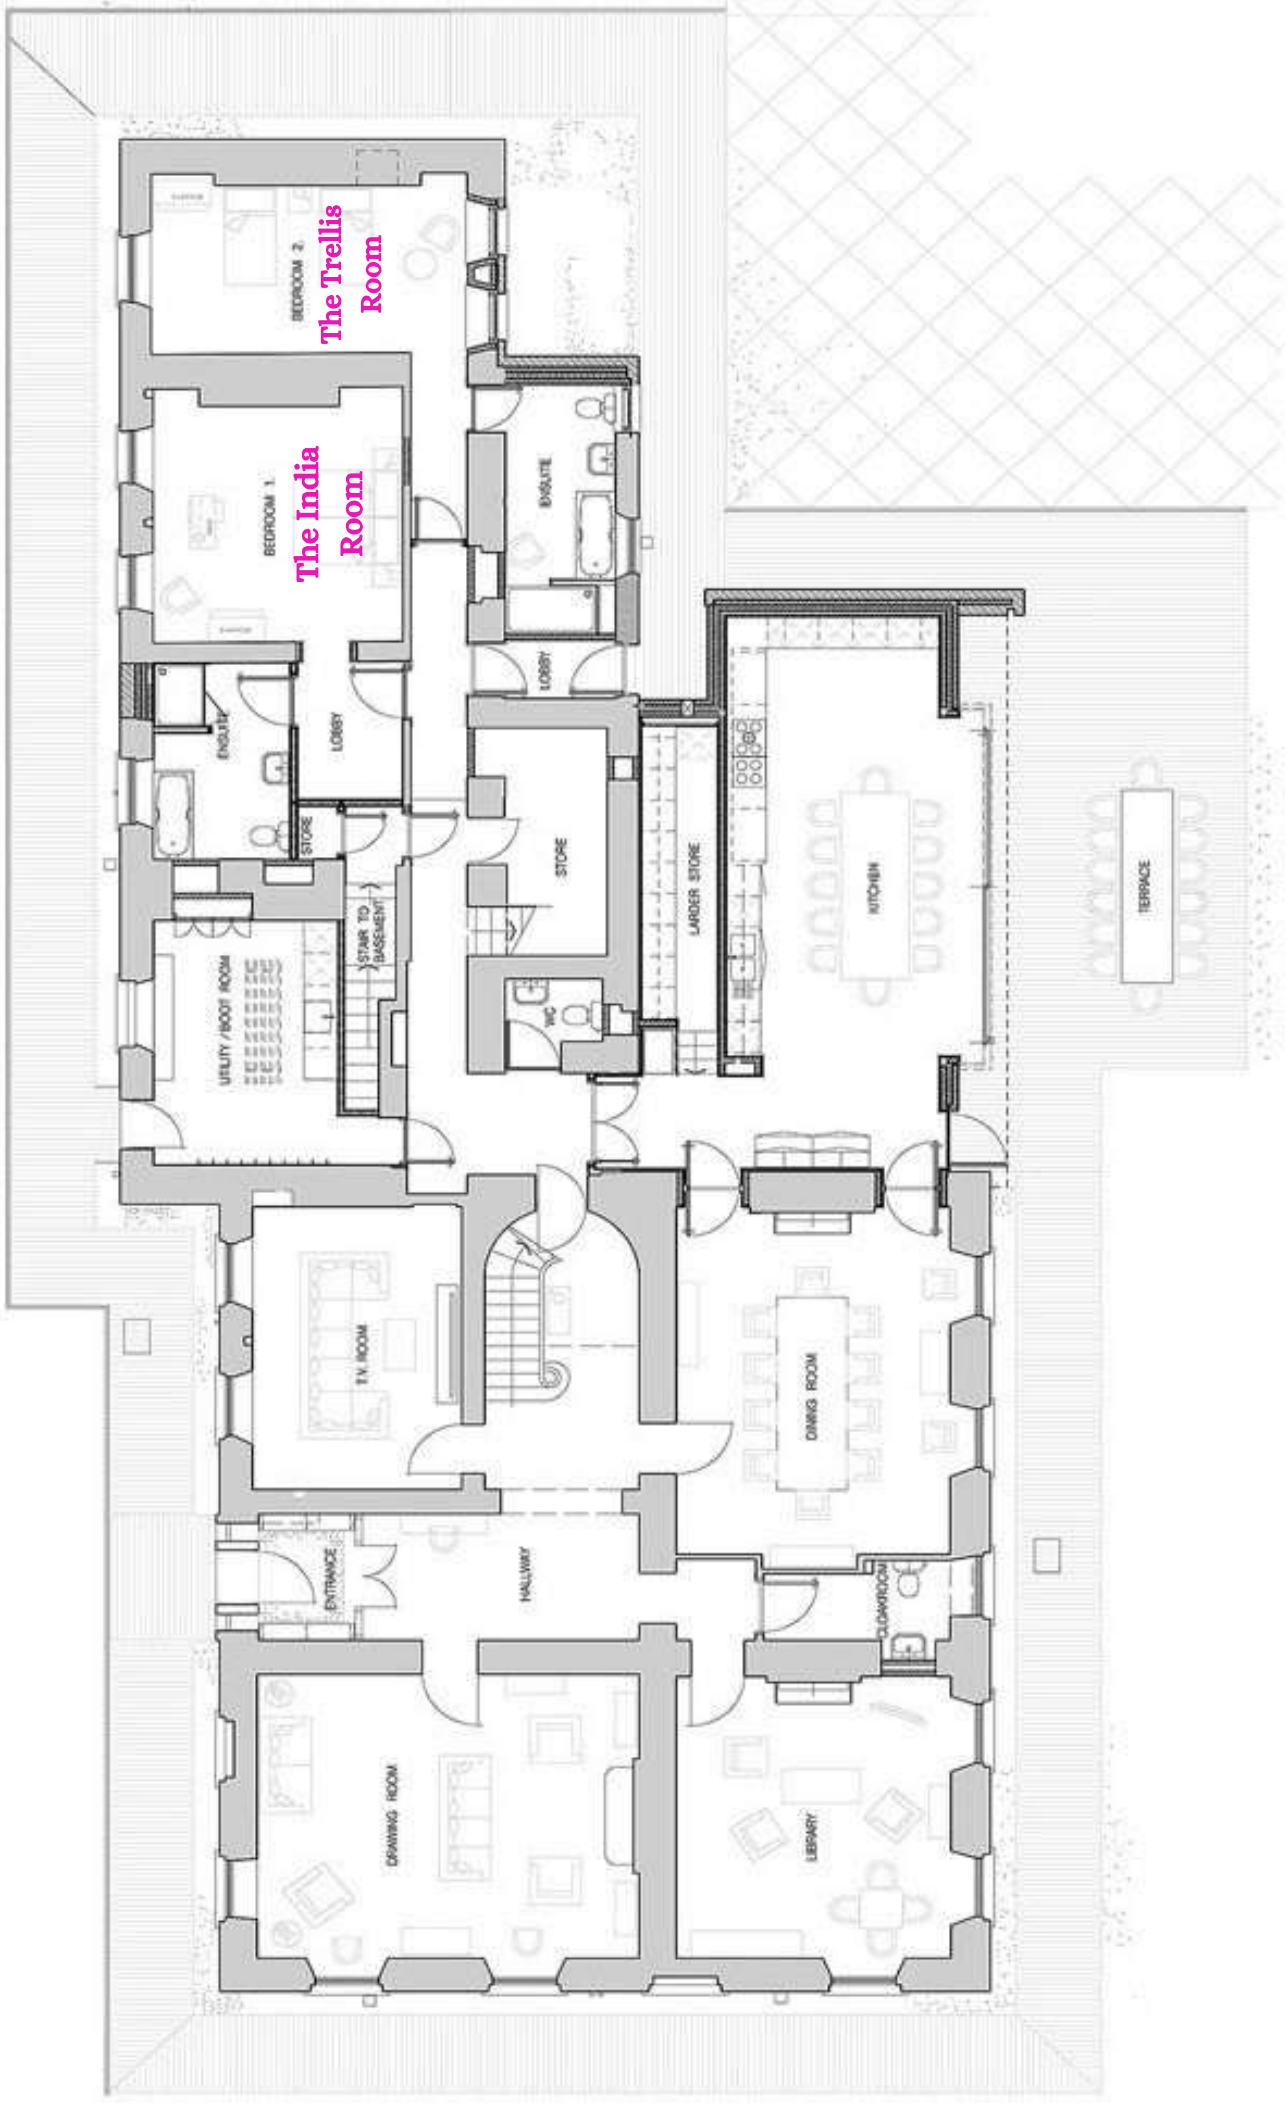 BEDROOM 2.
The Trellis
Room
BEDROOM 1.
The India
Room
ENSUITE
LOBBY
ENSUITE
LOBBY
STORE
STORE
LARDER STORE
KITCHEN
TERRACE
STAIR TO
BASEMENT
UTILITY / BOOT ROOM
WC
T.V. ROOM
DINING ROOM
ENTRANCE
HALLWAY
CLOAKROOM
DRAWING ROOM
LIBRARY